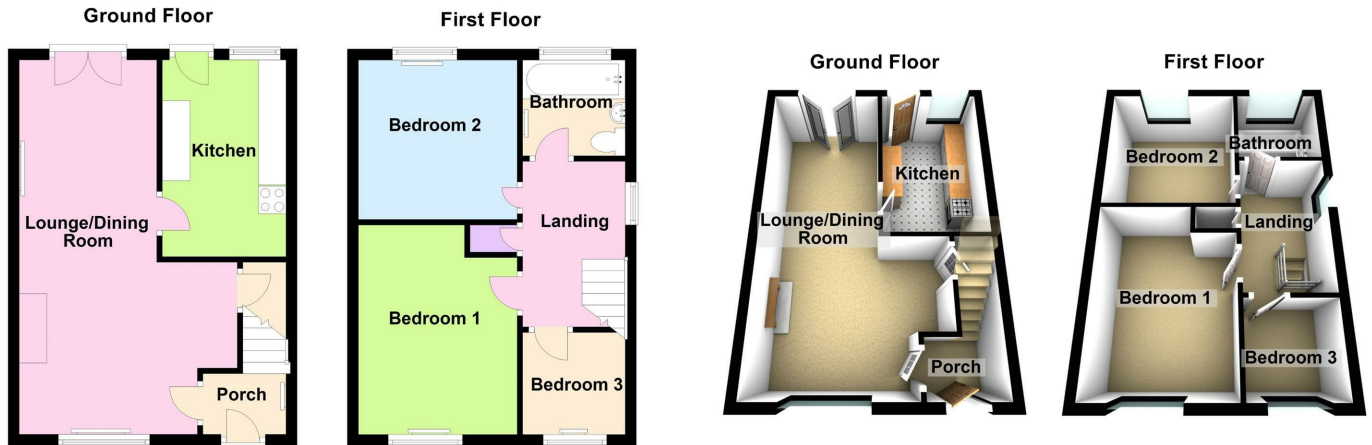 Ground Floor
Kitchen
Lounge/Dining
Room
Porch
First Floor
Bedroom 2
Bathroom
Landing
Bedroom 1
Bedroom 3
Ground Floor
Kitchen
Lounge/Dining
Room
Porch
First Floor
Bedroom 2
Bathroom
Landing
Bedroom 1
Bedroom 3